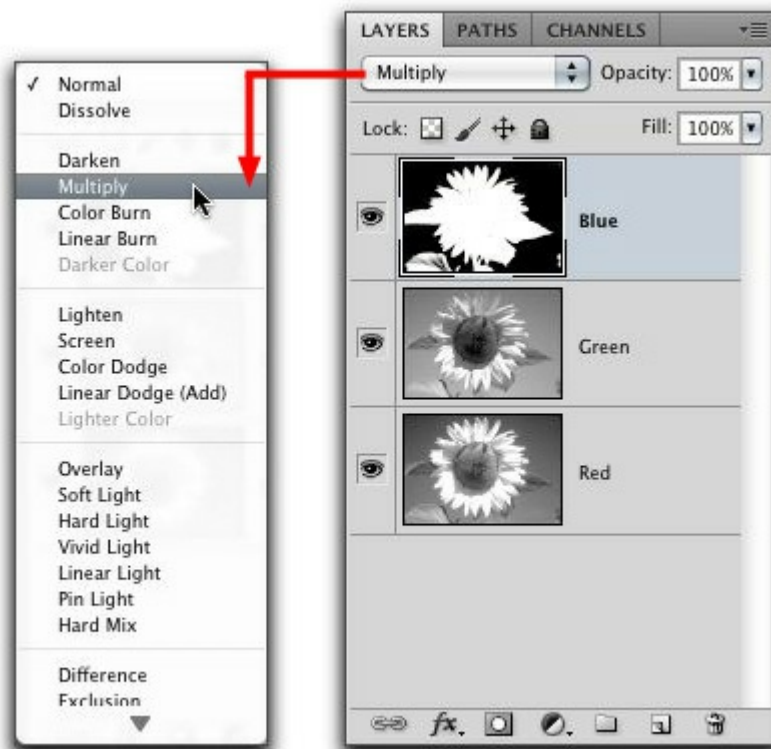 Normal
Dissolve
Darken
Multiply
Color Burn
Linear Burn
Darker Color
Lighten
Screen
Color Dodge
Linear Dodge (Add)
Lighter Color
Overlay
Soft Light
Hard Light
Vivid Light
Linear Light
Pin Light
Hard Mix
Difference
Exclusion
LAYERS PATHS CHANNELS
Multiply Opacity: 100%
Lock: Fill: 100%
Blue
Green
Red
fx.